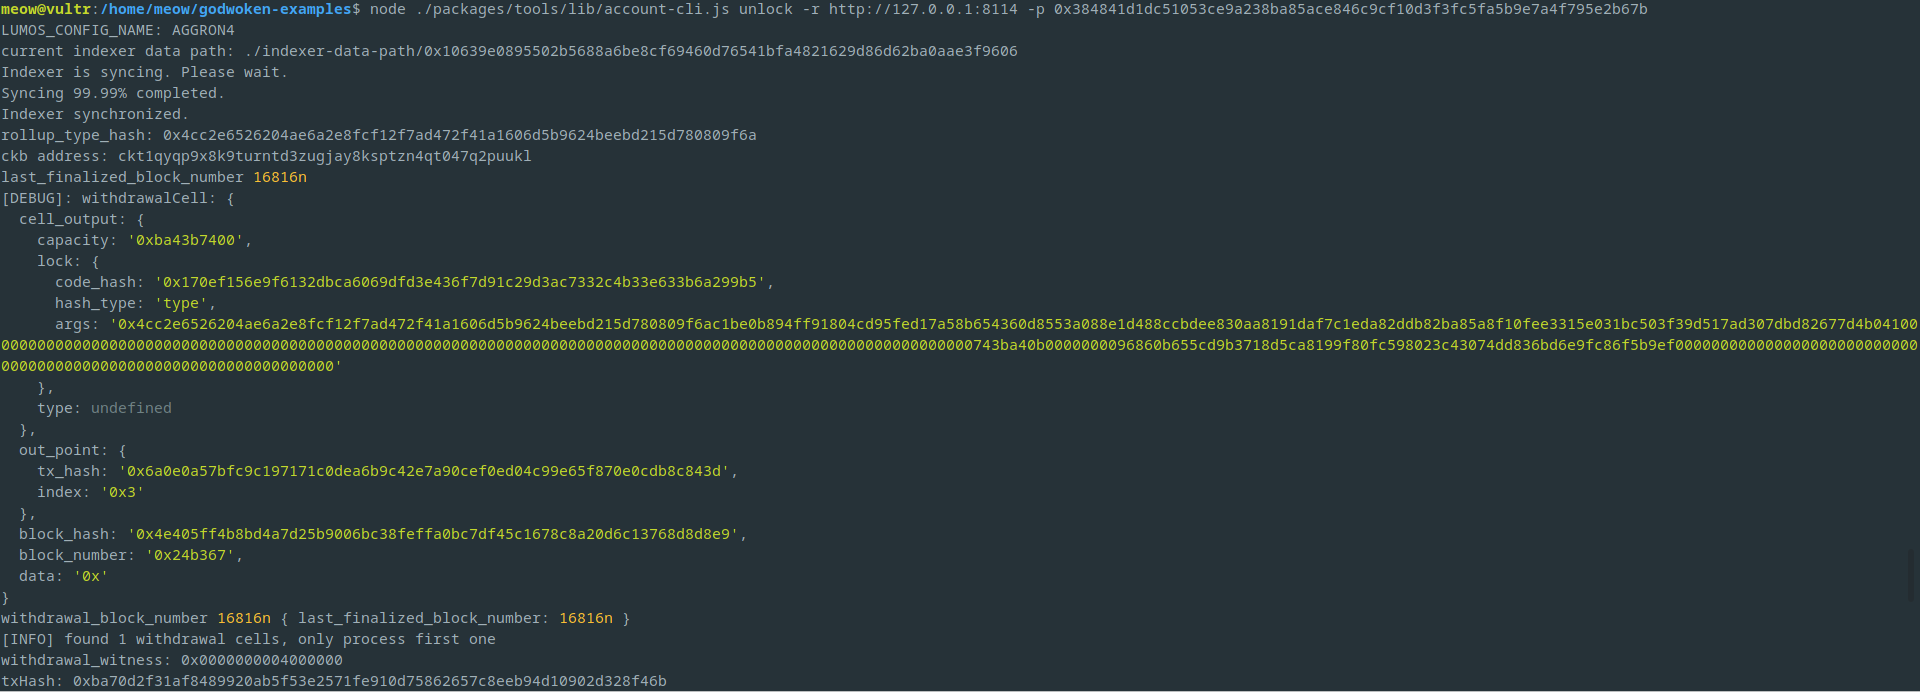 meow@vultr:/home/meow/godwoken-examples$ node ./packages/tools/lib/account-cli.js unlock -r http://127.0.0.1:8114 -p 0x384841d1dc51053ce9a238ba85ace846c9cf10d3f3fc5fa5b9e7a4f795e2b67b
LUMOS_CONFIG_NAME: AGGRON4
current indexer data path: ./indexer-data-path/0x10639e0895502b5688a6be8cf69460d76541bfa4821629d86d62ba0aae3f9606
Indexer is syncing. Please wait.
Syncing 99.99% completed.
Indexer synchronized.
rollup_type_hash: 0x4cc2e6526204ae6a2e8fcf12f7ad472f41a1606d5b9624beebd215d780809f6a
ckb address: ckt1qyqp9x8k9turntd3zugjay8ksptzn4qt047q2puukl
last_finalized_block_number 16816n
[DEBUG]: withdrawalCell: {
  cell_output: {
    capacity: '0xba43b7400',
    lock: {
      code_hash: '0x170ef156e9f6132dbca6069dfd3e436f7d91c29d3ac7332c4b33e633b6a299b5',
      hash_type: 'type',
      args: '0x4cc2e6526204ae6a2e8fcf12f7ad472f41a1606d5b9624beebd215d780809f6ac1be0b894ff91804cd95fed17a58b654360d8553a088e1d488ccbdee830aa8191daf7c1eda82ddb82ba85a8f10fee3315e031bc503f39d517ad307dbd82677d4b04100
    },
    type: undefined
  },
  out_point: {
    tx_hash: '0x6a0e0a57bfc9c197171c0dea6b9c42e7a90cef0ed04c99e65f870e0cdb8c843d',
    index: '0x3'
  },
  block_hash: '0x4e405ff4b8bd4a7d25b9006bc38feffa0bc7df45c1678c8a20d6c13768d8d8e9',
  block_number: '0x24b367',
  data: '0x'
}
withdrawal_block_number 16816n { last_finalized_block_number: 16816n }
[INFO] found 1 withdrawal cells, only process first one
withdrawal_witness: 0x0000000004000000
txHash: 0xba70d2f31af8489920ab5f53e2571fe910d75862657c8eeb94d10902d328f46b